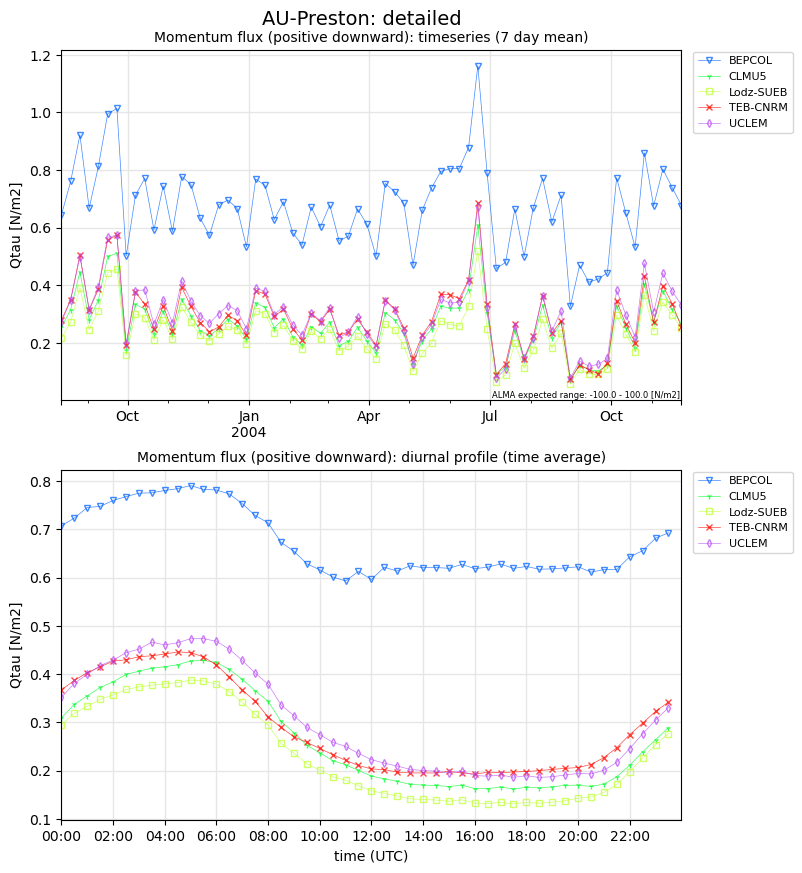 AU-Preston: detailed
Momentum flux (positive downward): timeseries (7 day mean)
1.2
1.0
0.8
0.6
0.4
0.2
Qtau [N/m2]
BEPCOL
CLMU5
Lodz-SUEB
TEB-CNRM
UCLEM
ALMA expected range: -100.0 - 100.0 [N/m2]
Oct Jan Apr Jul Oct
2004
Momentum flux (positive downward): diurnal profile (time average)
0.8
0.7
0.6
0.5
0.4
0.3
0.2
0.1
Qtau [N/m2]
BEPCOL
CLMU5
Lodz-SUEB
TEB-CNRM
UCLEM
00:00 02:00 04:00 06:00 08:00 10:00 12:00 14:00 16:00 18:00 20:00 22:00
time (UTC)